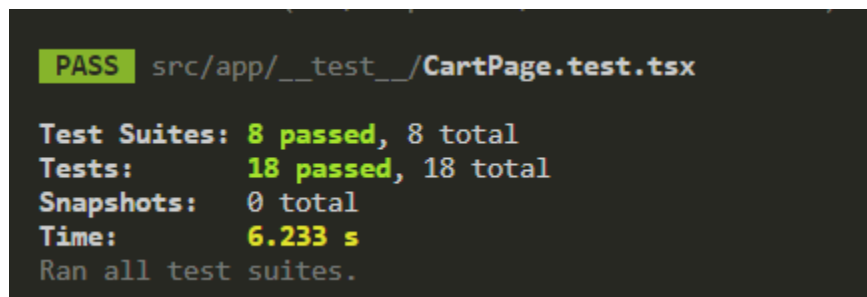 PASS src/app/__test__/CartPage.test.tsx
Test Suites: 8 passed, 8 total
Tests: 18 passed, 18 total
Snapshots: 0 total
Time: 6.233 s
Ran all test suites.